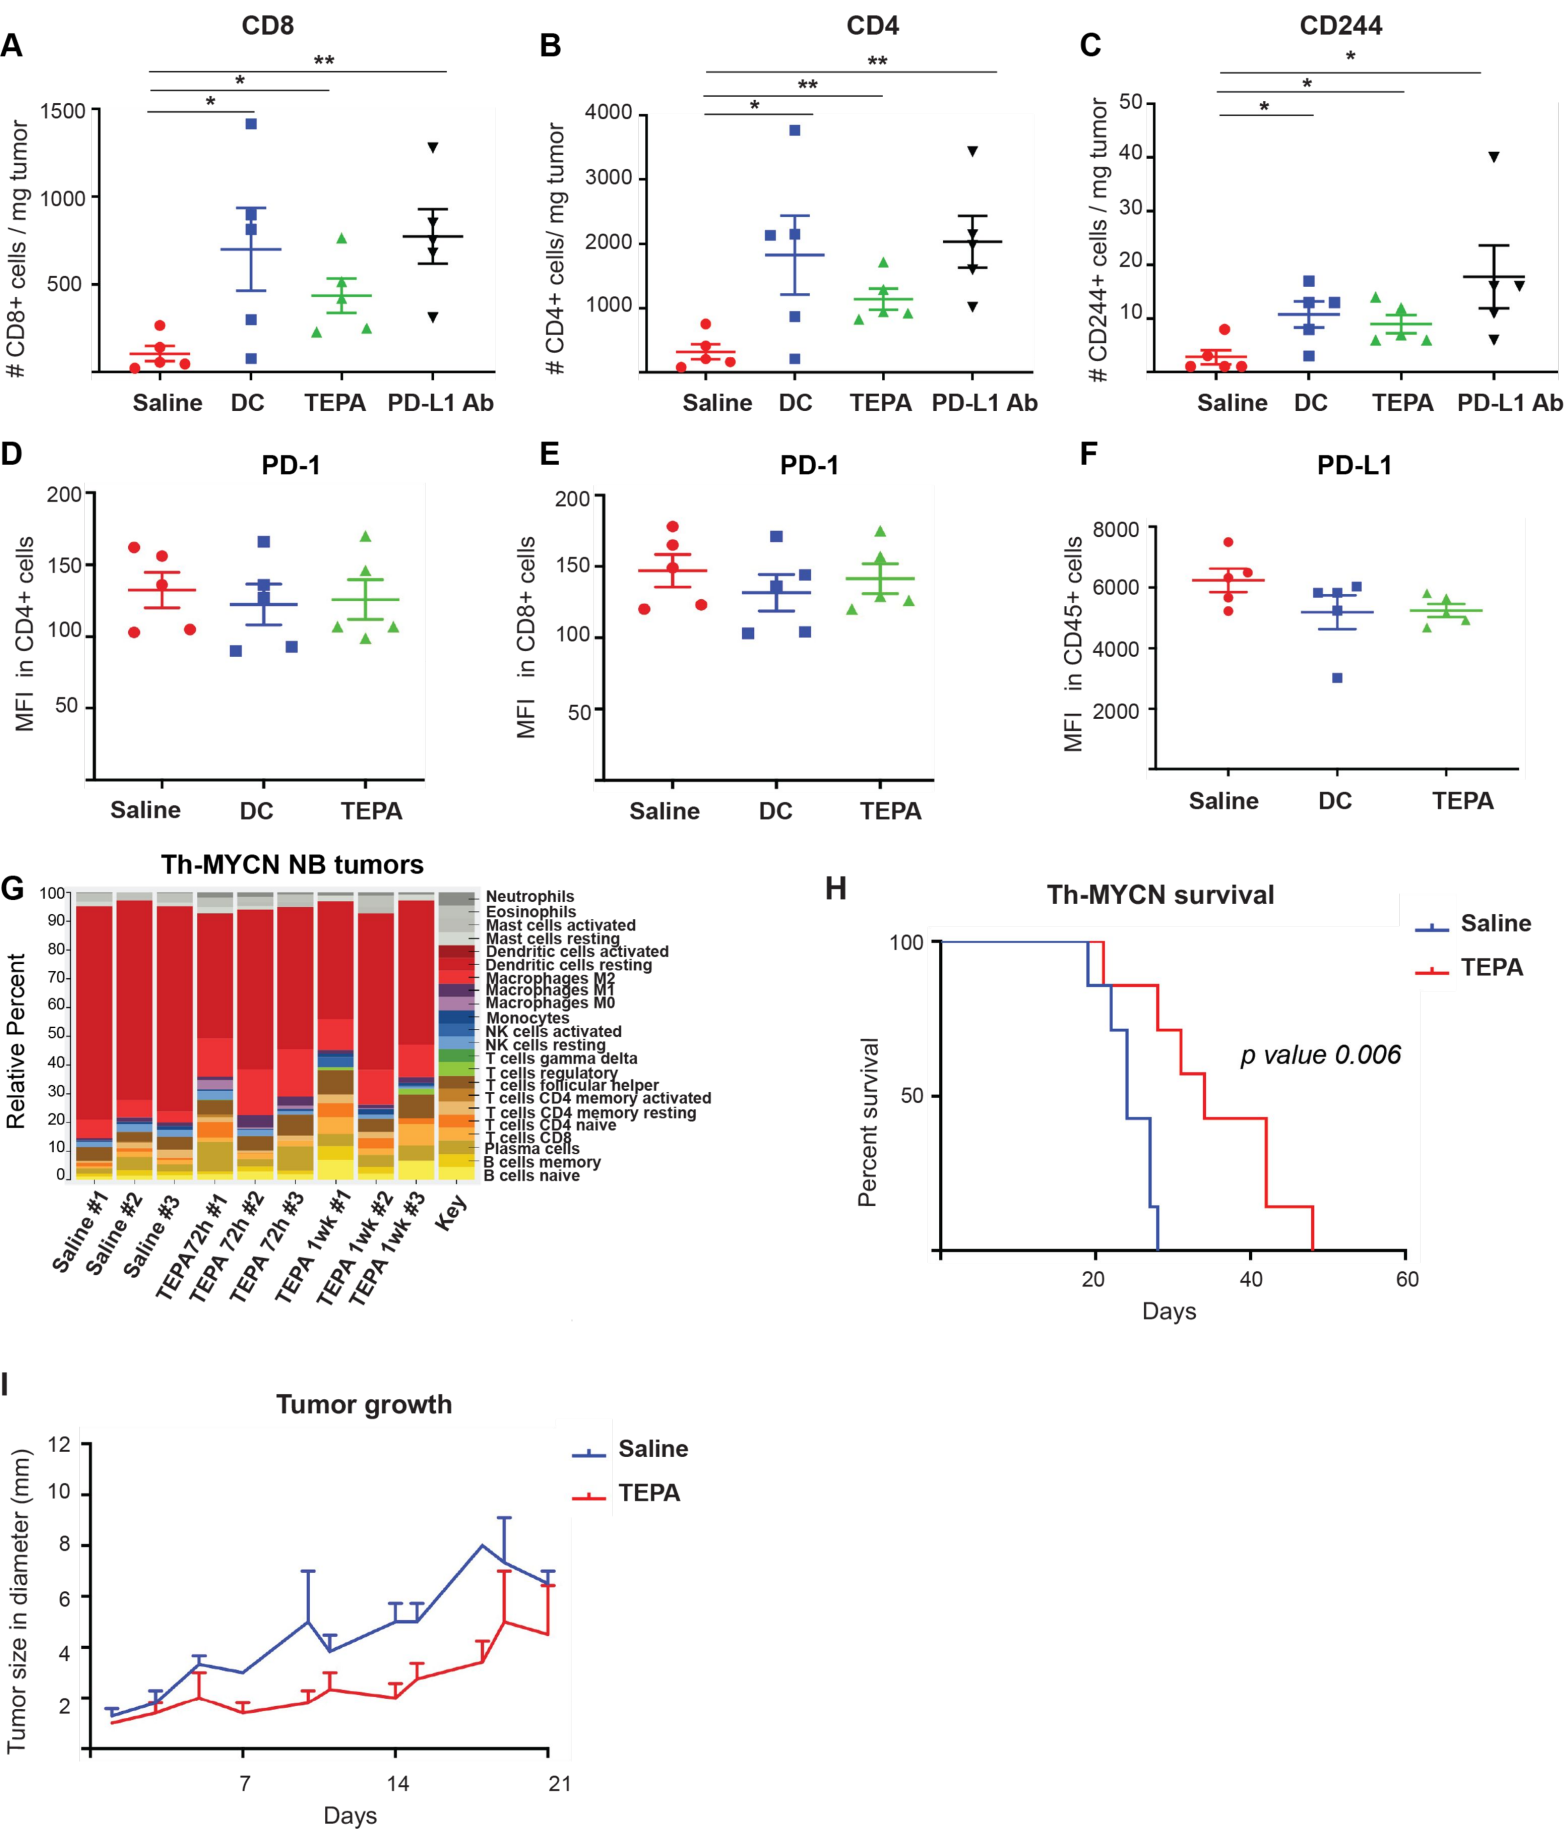 A
CD8
**
*
*
# CD8+ cells / mg tumor
1500
1000
500
Saline
DC
TEPA
PD-L1 Ab
B
CD4
**
**
*
# CD4+ cells/ mg tumor
4000
3000
2000
1000
Saline
DC
TEPA
PD-L1 Ab
C
CD244
*
*
*
# CD244+ cells / mg tumor
50
40
30
20
10
Saline
DC
TEPA
PD-L1 Ab
D
PD-1
MFI in CD4+ cells
200
150
100
50
Saline
DC
TEPA
E
PD-1
MFI in CD8+ cells
200
150
100
50
Saline
DC
TEPA
F
PD-L1
MFI in CD45+ cells
8000
6000
4000
2000
Saline
DC
TEPA
G
Th-MYCN NB tumors
Relative Percent
100
90
80
70
60
50
40
30
20
10
0
Neutrophils
Eosinophils
Mast cells activated
Mast cells resting
Dendritic cells activated
Dendritic cells resting
Macrophages M2
Macrophages M1
Macrophages M0
Monocytes
NK cells activated
NK cells resting
T cells gamma delta
T cells regulatory
T cells follicular helper
T cells CD4 memory activated
T cells CD4 memory resting
T cells CD4 naive
T cells CD8
Plasma cells
B cells memory
B cells naive
Saline #1
Saline #2
Saline #3
TEPA72h #1
TEPA 72h #2
TEPA 72h #3
TEPA 1wk #1
TEPA 1wk #2
TEPA 1wk #3
Key
H
Th-MYCN survival
Saline
TEPA
p value 0.006
Percent survival
100
50
20
40
60
Days
I
Tumor growth
Saline
TEPA
Tumor size in diameter (mm)
12
10
8
6
4
2
7
14
21
Days